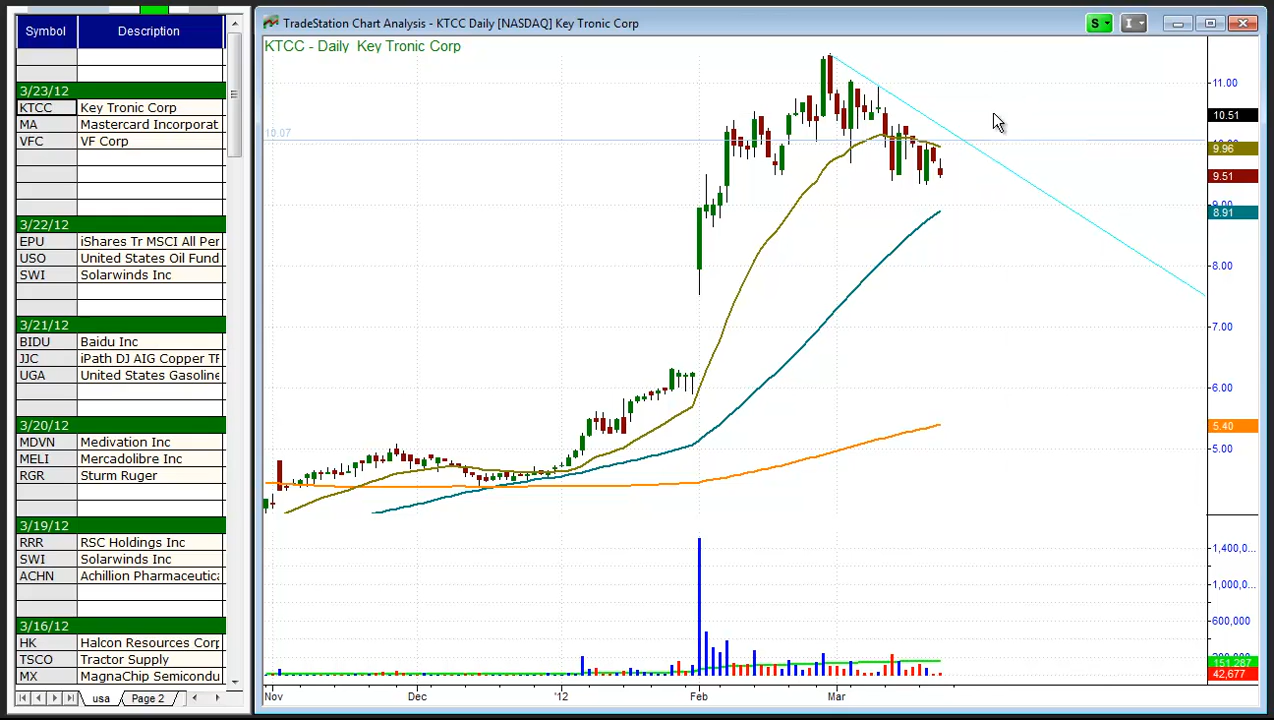 Symbol Description
3/23/12
KTCC Key Tronic Corp
MA Mastercard Incorporat
VFC VF Corp
3/22/12
EPU iShares Tr MSCI All Per
USO United States Oil Fund
SWI Solarwinds Inc
3/21/12
BIDU Baidu Inc
JJC iPath DJ AIG Copper TR
UGA United States Gasoline
3/20/12
MDVN Medivation Inc
MELI Mercadolibre Inc
RGR Sturm Ruger
3/19/12
RRR RSC Holdings Inc
SWI Solarwinds Inc
ACHN Achillion Pharmaceutica
3/16/12
HK Halcon Resources Corp
TSCO Tractor Supply
MX MagnaChip Semicondu
usa Page 2
TradeStation Chart Analysis - KTCC Daily [NASDAQ] Key Tronic Corp
S I
KTCC - Daily Key Tronic Corp
10.07
11.00
10.51
9.96
9.51
9.00
8.91
8.00
7.00
6.00
5.40
5.00
1,400,0...
1,000,0...
600,000
151,287
42,677
Nov Dec '12 Feb Mar